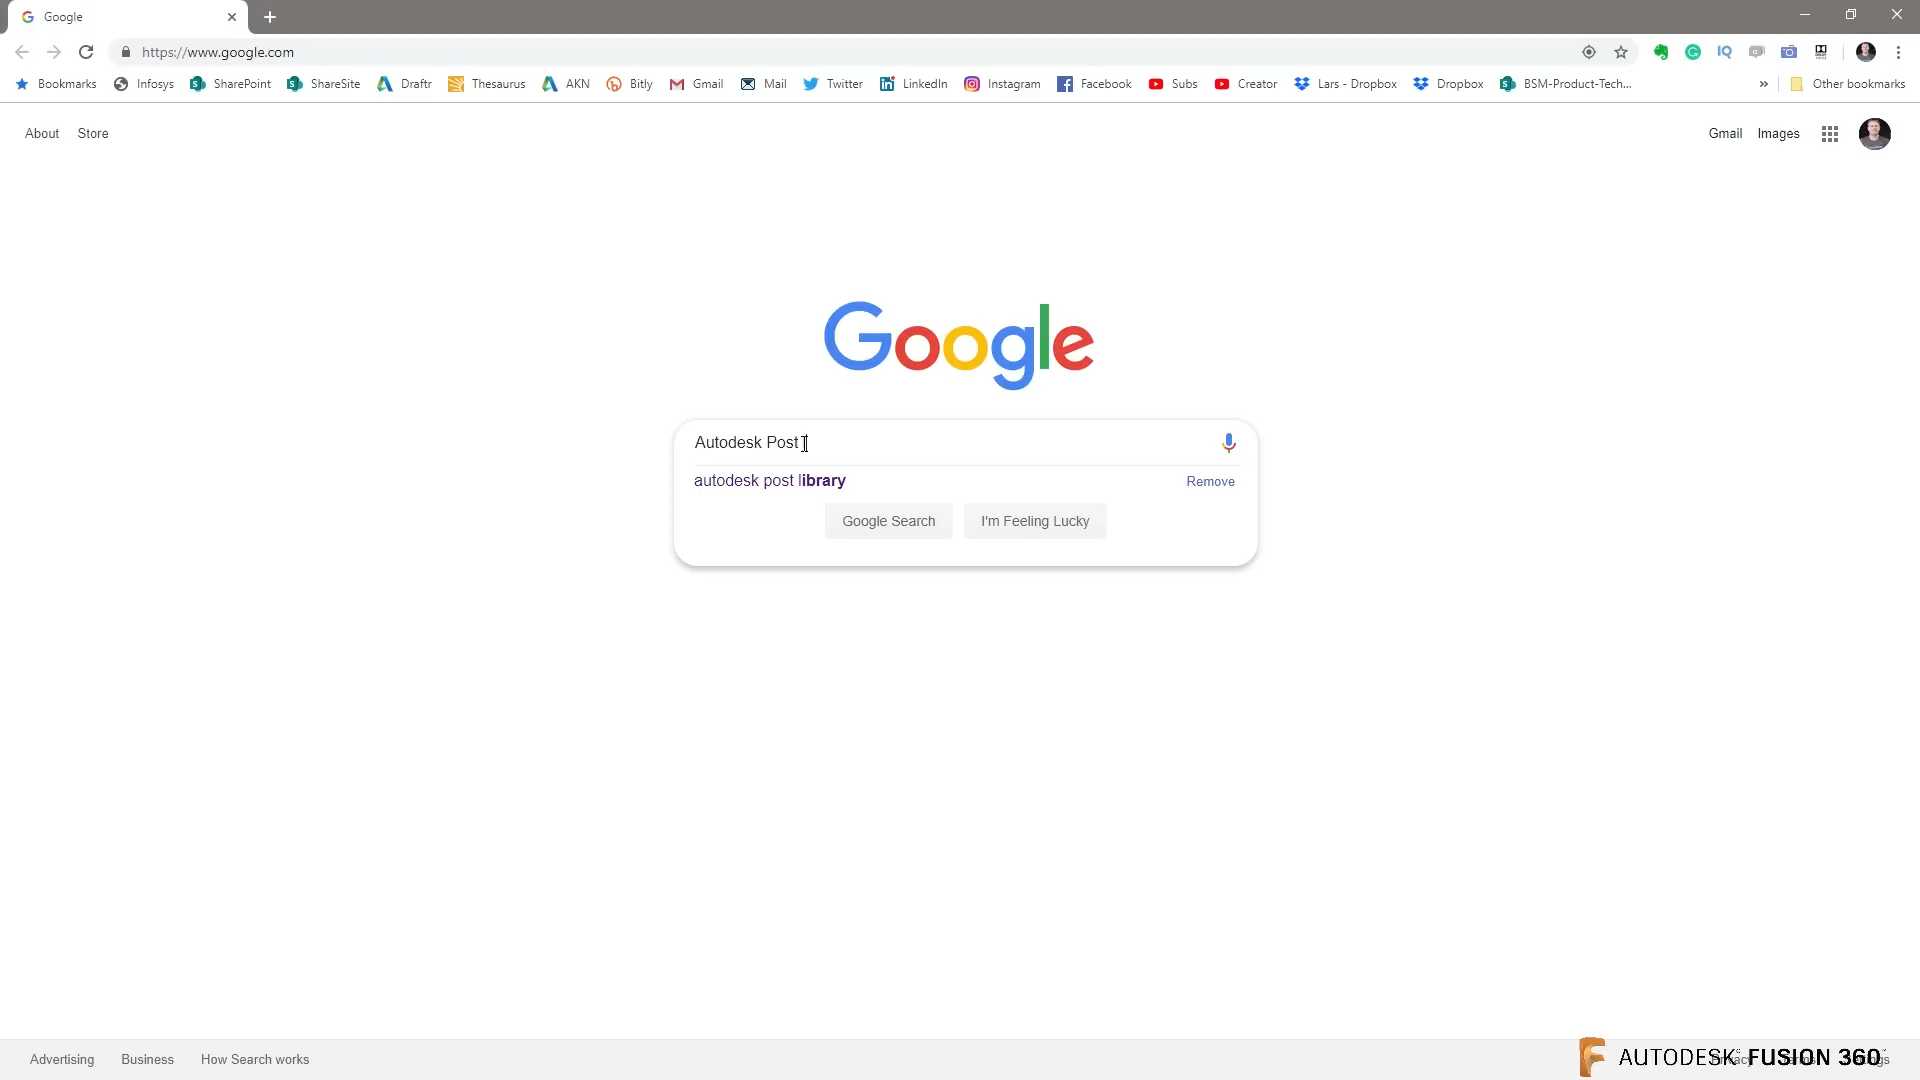 Google
https://www.google.com
Bookmarks Infosys SharePoint ShareSite Draftr Thesaurus AKN Bitly Gmail Mail Twitter LinkedIn Instagram Facebook Subs Creator Lars - Dropbox Dropbox BSM-Product-Tech... » Other bookmarks
About Store Gmail Images
Google
Autodesk Post
autodesk post library Remove
Google Search I'm Feeling Lucky
Advertising Business How Search works
AUTODESK FUSION 360